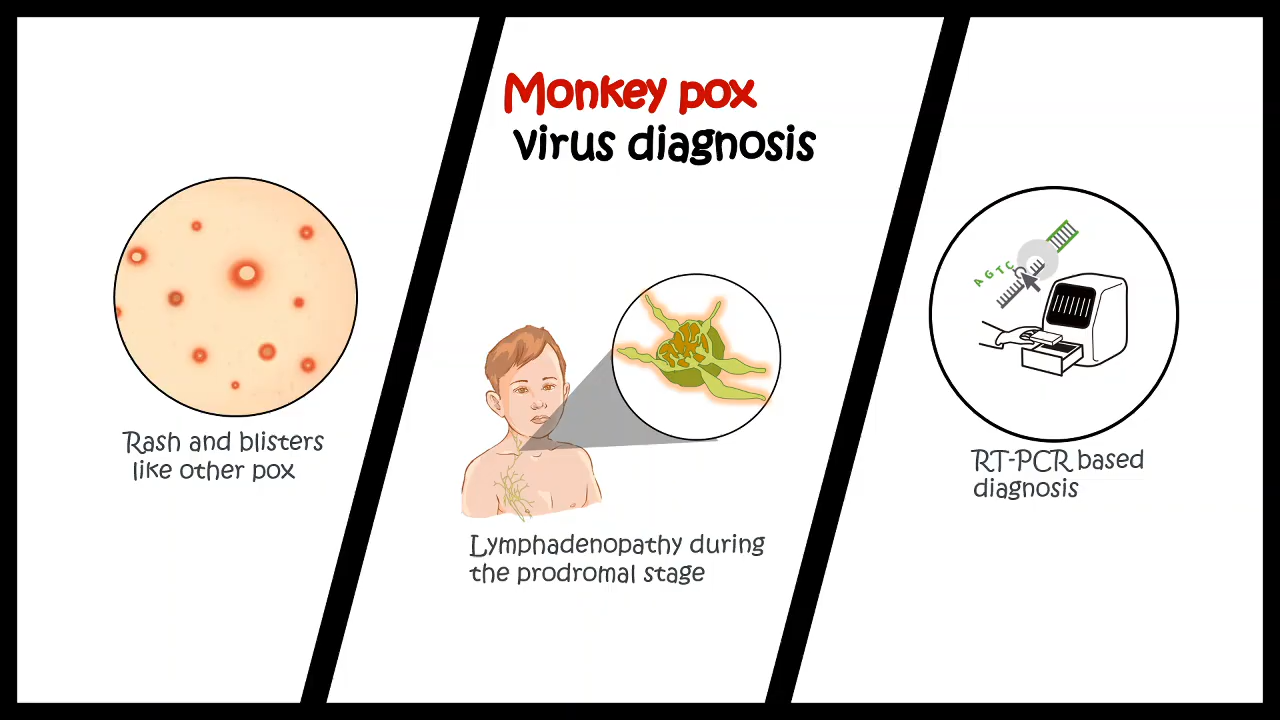 Monkey pox
virus diagnosis
Rash and blisters
like other pox
Lymphadenopathy during
the prodromal stage
AGTC
RT-PCR based
diagnosis